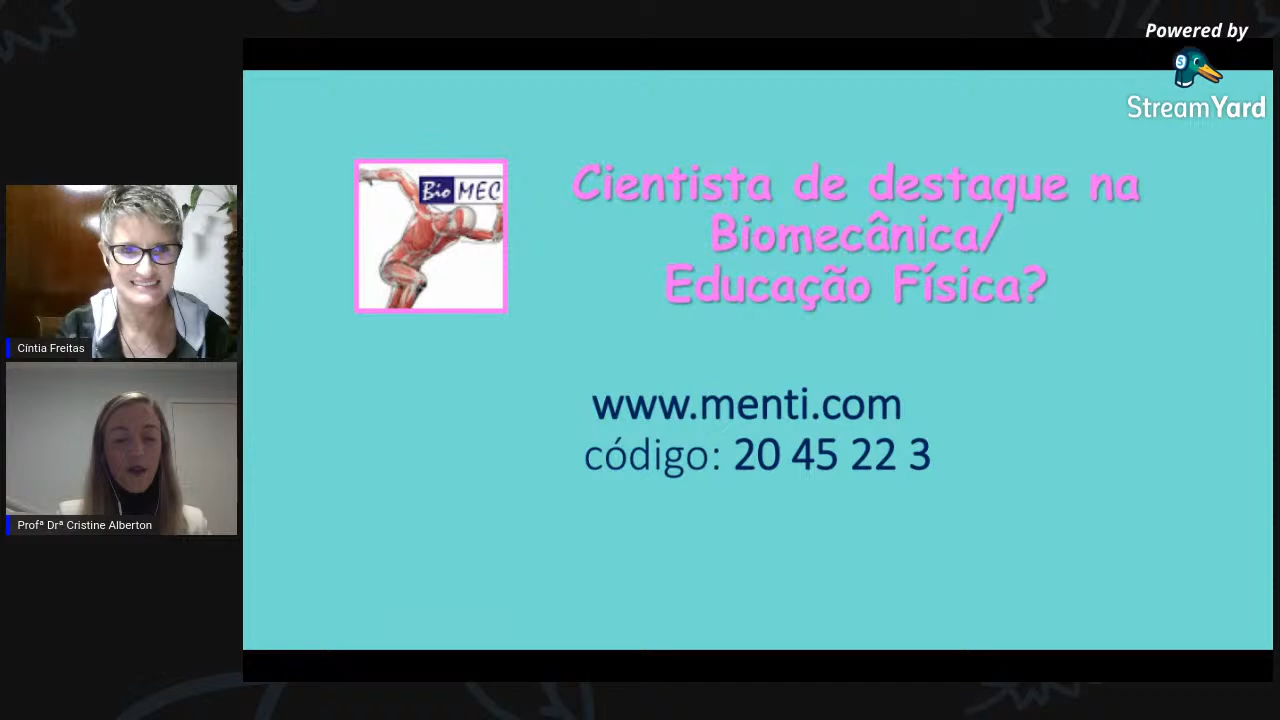 Powered by
StreamYard
Bio MEC
Cientista de destaque na
Biomecânica/
Educação Física?
www.menti.com
código: 20 45 22 3
Cíntia Freitas
Profª Drª Cristine Alberton